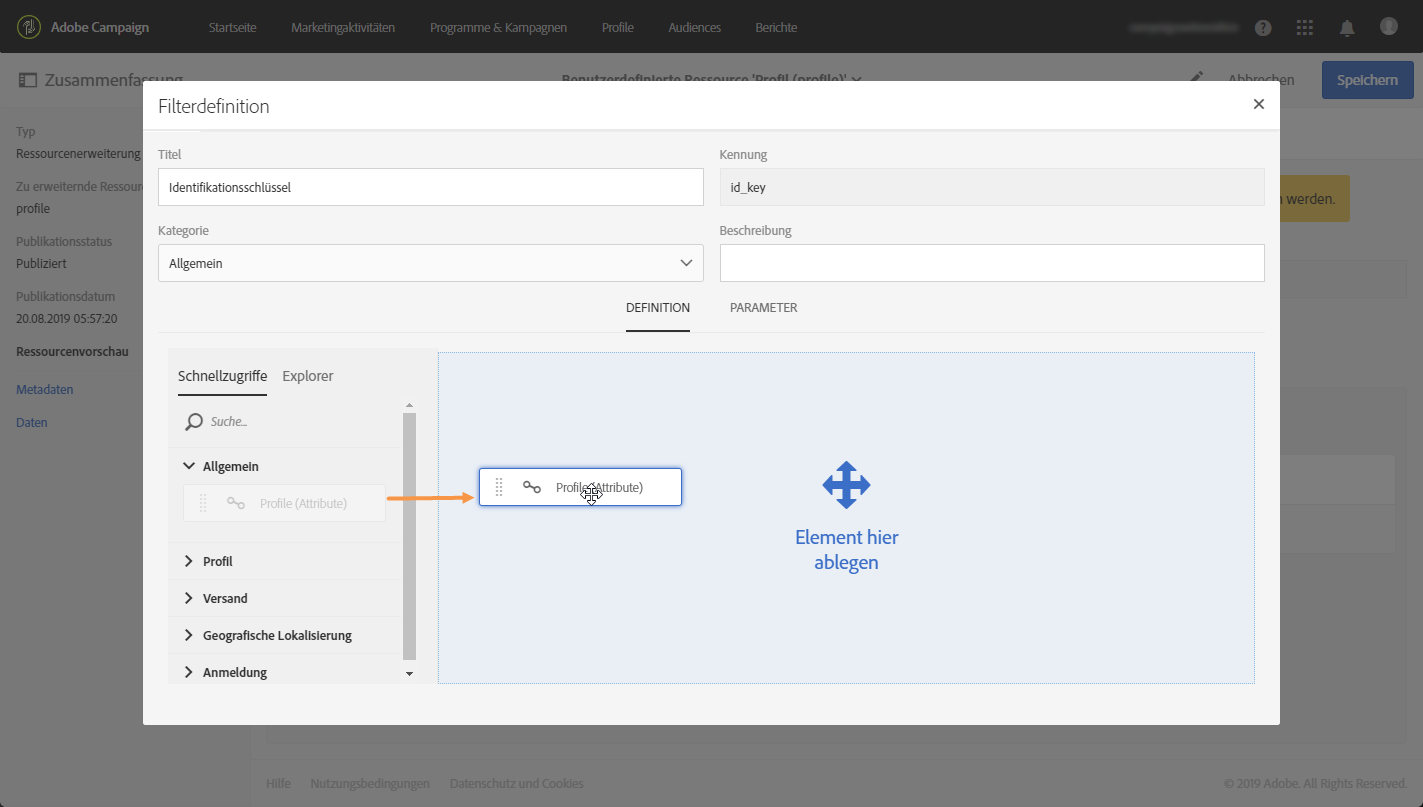 Adobe Campaign
Startseite
Marketingaktivitäten
Programme & Kampagnen
Profile
Audiences
Berichte
Zusammenfassung
Benutzerdefinierte Ressource 'Profil (profile)'
Abbrechen
Speichern
Typ
Ressourcenerweiterung
Zu erweiternde Ressour
profile
Publikationsstatus
Publiziert
Publikationsdatum
20.08.2019 05:57:20
Ressourcenvorschau
Metadaten
Daten
werden.
Filterdefinition
Titel
Kennung
Identifikationsschlüssel
id_key
Kategorie
Beschreibung
Allgemein
DEFINITION
PARAMETER
Schnellzugriffe
Explorer
Suche...
Allgemein
Profile (Attribute)
Profile (Attribute)
Element hier
ablegen
Profil
Versand
Geografische Lokalisierung
Anmeldung
Hilfe
Nutzungsbedingungen
Datenschutz und Cookies
© 2019 Adobe. All Rights Reserved.